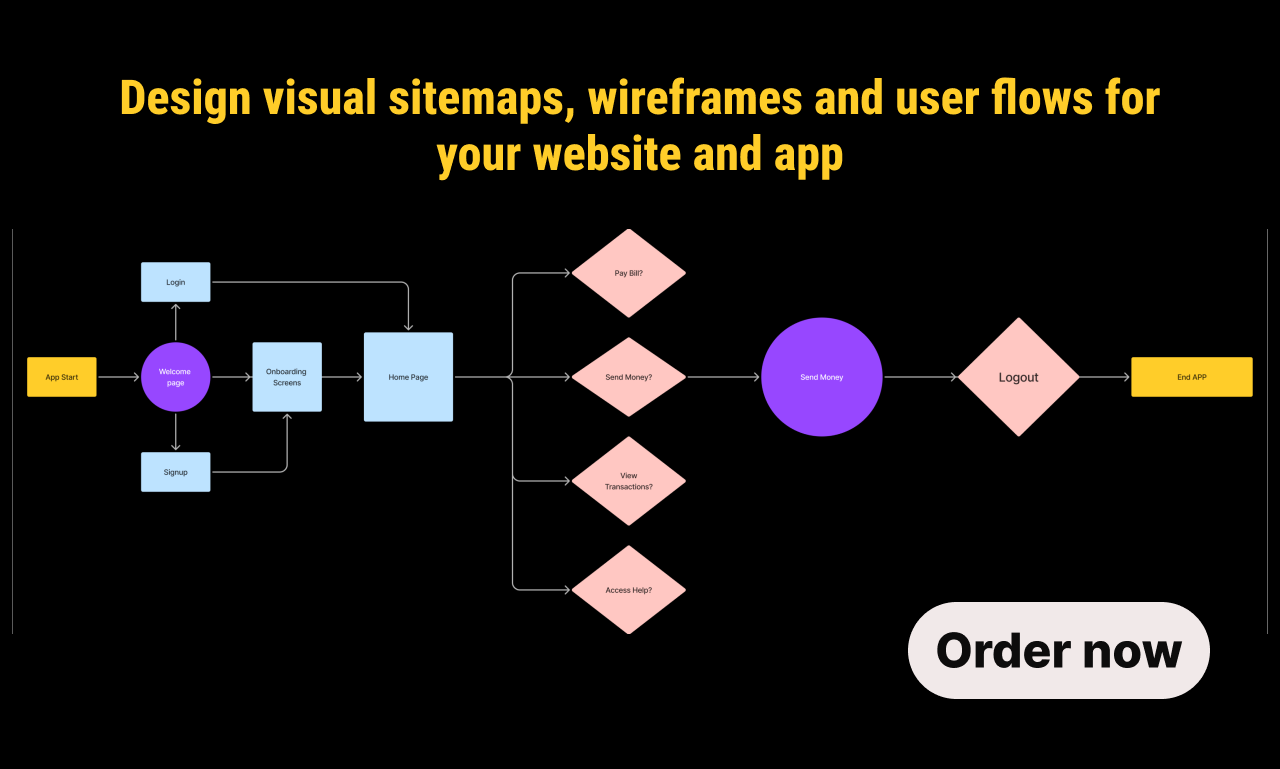 Design visual sitemaps, wireframes and user flows for
your website and app
Pay Bill?
Login
App Start
Welcome
page
Onboarding
Screens
Home Page
Send Money?
Send Money
Logout
End APP
Signup
View
Transactions?
Access Help?
Order now